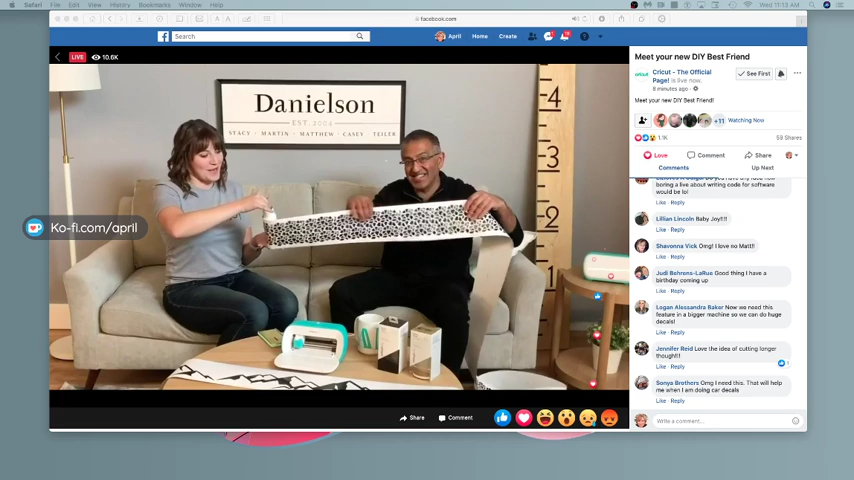 Safari File Edit View History Bookmarks Window Help
Wed 11:13 AM
facebook.com
Search
April Home Create
LIVE 10.6K
Danielson
EST. 2004
STACY - MARTIN - MATTHEW - CASEY - TEILER
3
2
1
Ko-fi.com/april
Share Comment
Meet your new DIY Best Friend
Cricut - The Official
Page! is live now.
8 minutes ago
See First
Meet your new DIY Best Friend!
+11 Watching Now
1.1K
59 Shares
Love Comment Share
Comments Up Next
boring a live about writing code for software
would be lol
Like · Reply
Lillian Lincoln Baby Joy!!!!
Like · Reply
Shavonna Vick Omg! I love no Matt!!
Like · Reply
Judi Behrens-LaRue Good thing I have a
birthday coming up
Like · Reply
Logan Alessandra Baker Now we need this
feature in a bigger machine so we can do huge
decals!
Like · Reply
Jennifer Reid Love the idea of cutting longer
though!!!
1
Like · Reply
Sonya Brothers Omg I need this. That will help
me when I am doing car decals
Like · Reply
Write a comment...